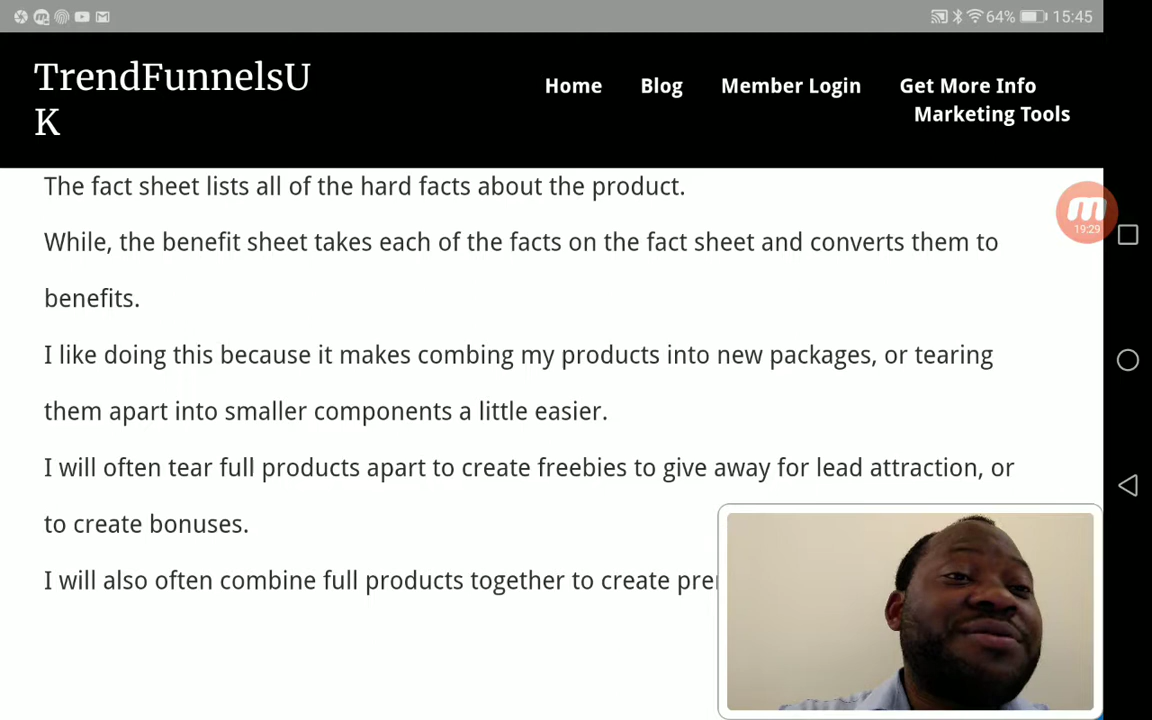 64% 15:45
TrendFunnelsU
K
Home Blog Member Login Get More Info
Marketing Tools
The fact sheet lists all of the hard facts about the product.
19:29
While, the benefit sheet takes each of the facts on the fact sheet and converts them to
benefits.
I like doing this because it makes combing my products into new packages, or tearing
them apart into smaller components a little easier.
I will often tear full products apart to create freebies to give away for lead attraction, or
to create bonuses.
I will also often combine full products together to create